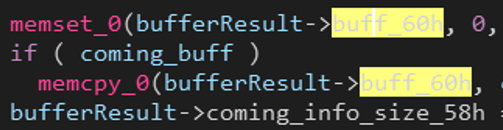 memset_0(bufferResult->buff_60h, 0,
if ( coming_buff )
memcpy_0(bufferResult->buff_60h,
bufferResult->coming_info_size_58h